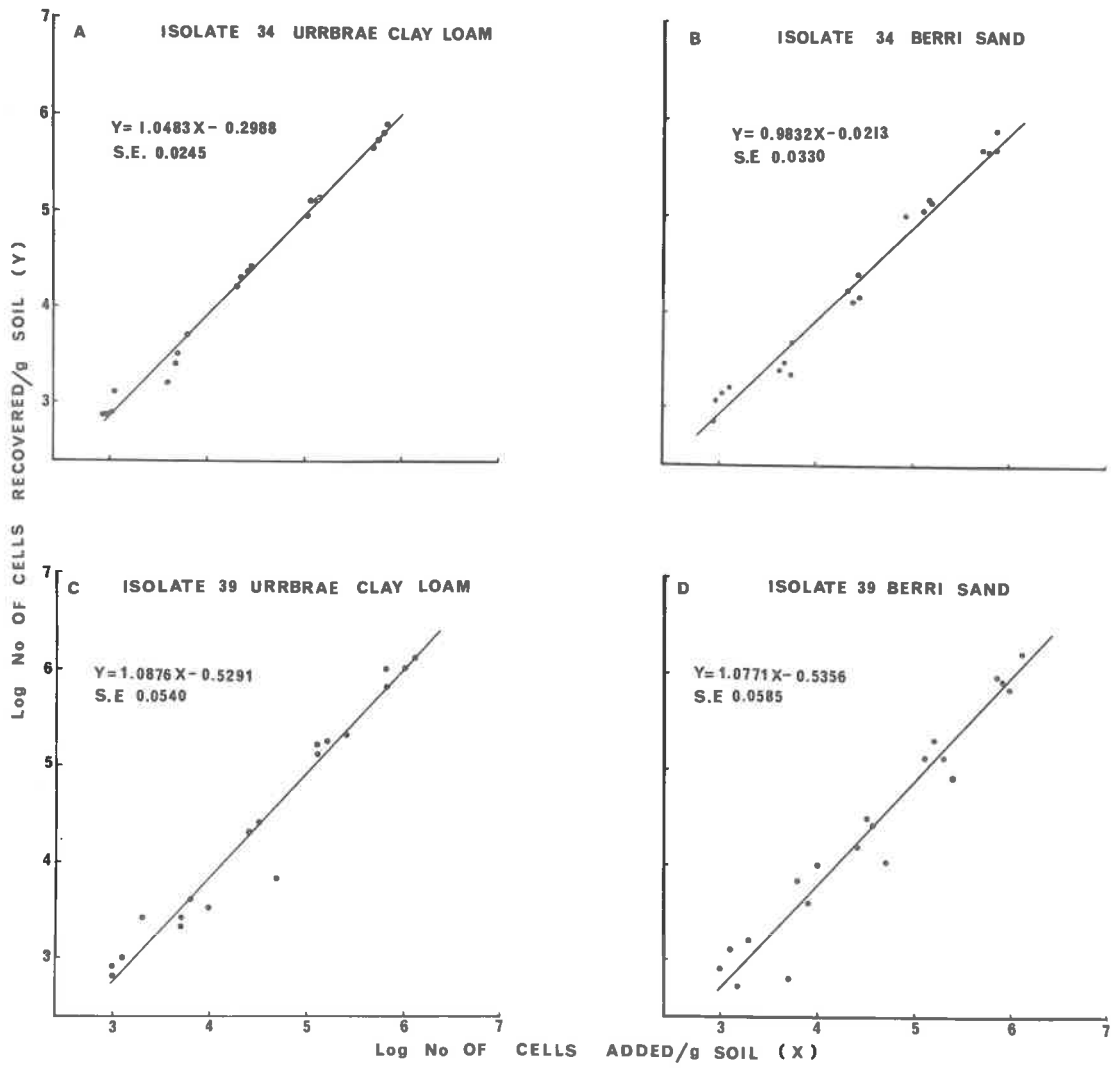 A ISOLATE 34 URRBRAE CLAY LOAM
Y= 1.0483X- 0.2988
S.E. 0.0245
7
6
5
4
3
B ISOLATE 34 BERRI SAND
Y= 0.9832X-0.0213
S.E 0.0330
Log No OF CELLS RECOVERED/g SOIL (Y)
C ISOLATE 39 URRBRAE CLAY LOAM
Y=1.0876X-0.5291
S.E 0.0540
7
6
5
4
3
3 4 5 6 7
D ISOLATE 39 BERRI SAND
Y=1.0771X-0.5356
S.E 0.0585
3 4 5 6 7
Log No OF CELLS ADDED/g SOIL (X)